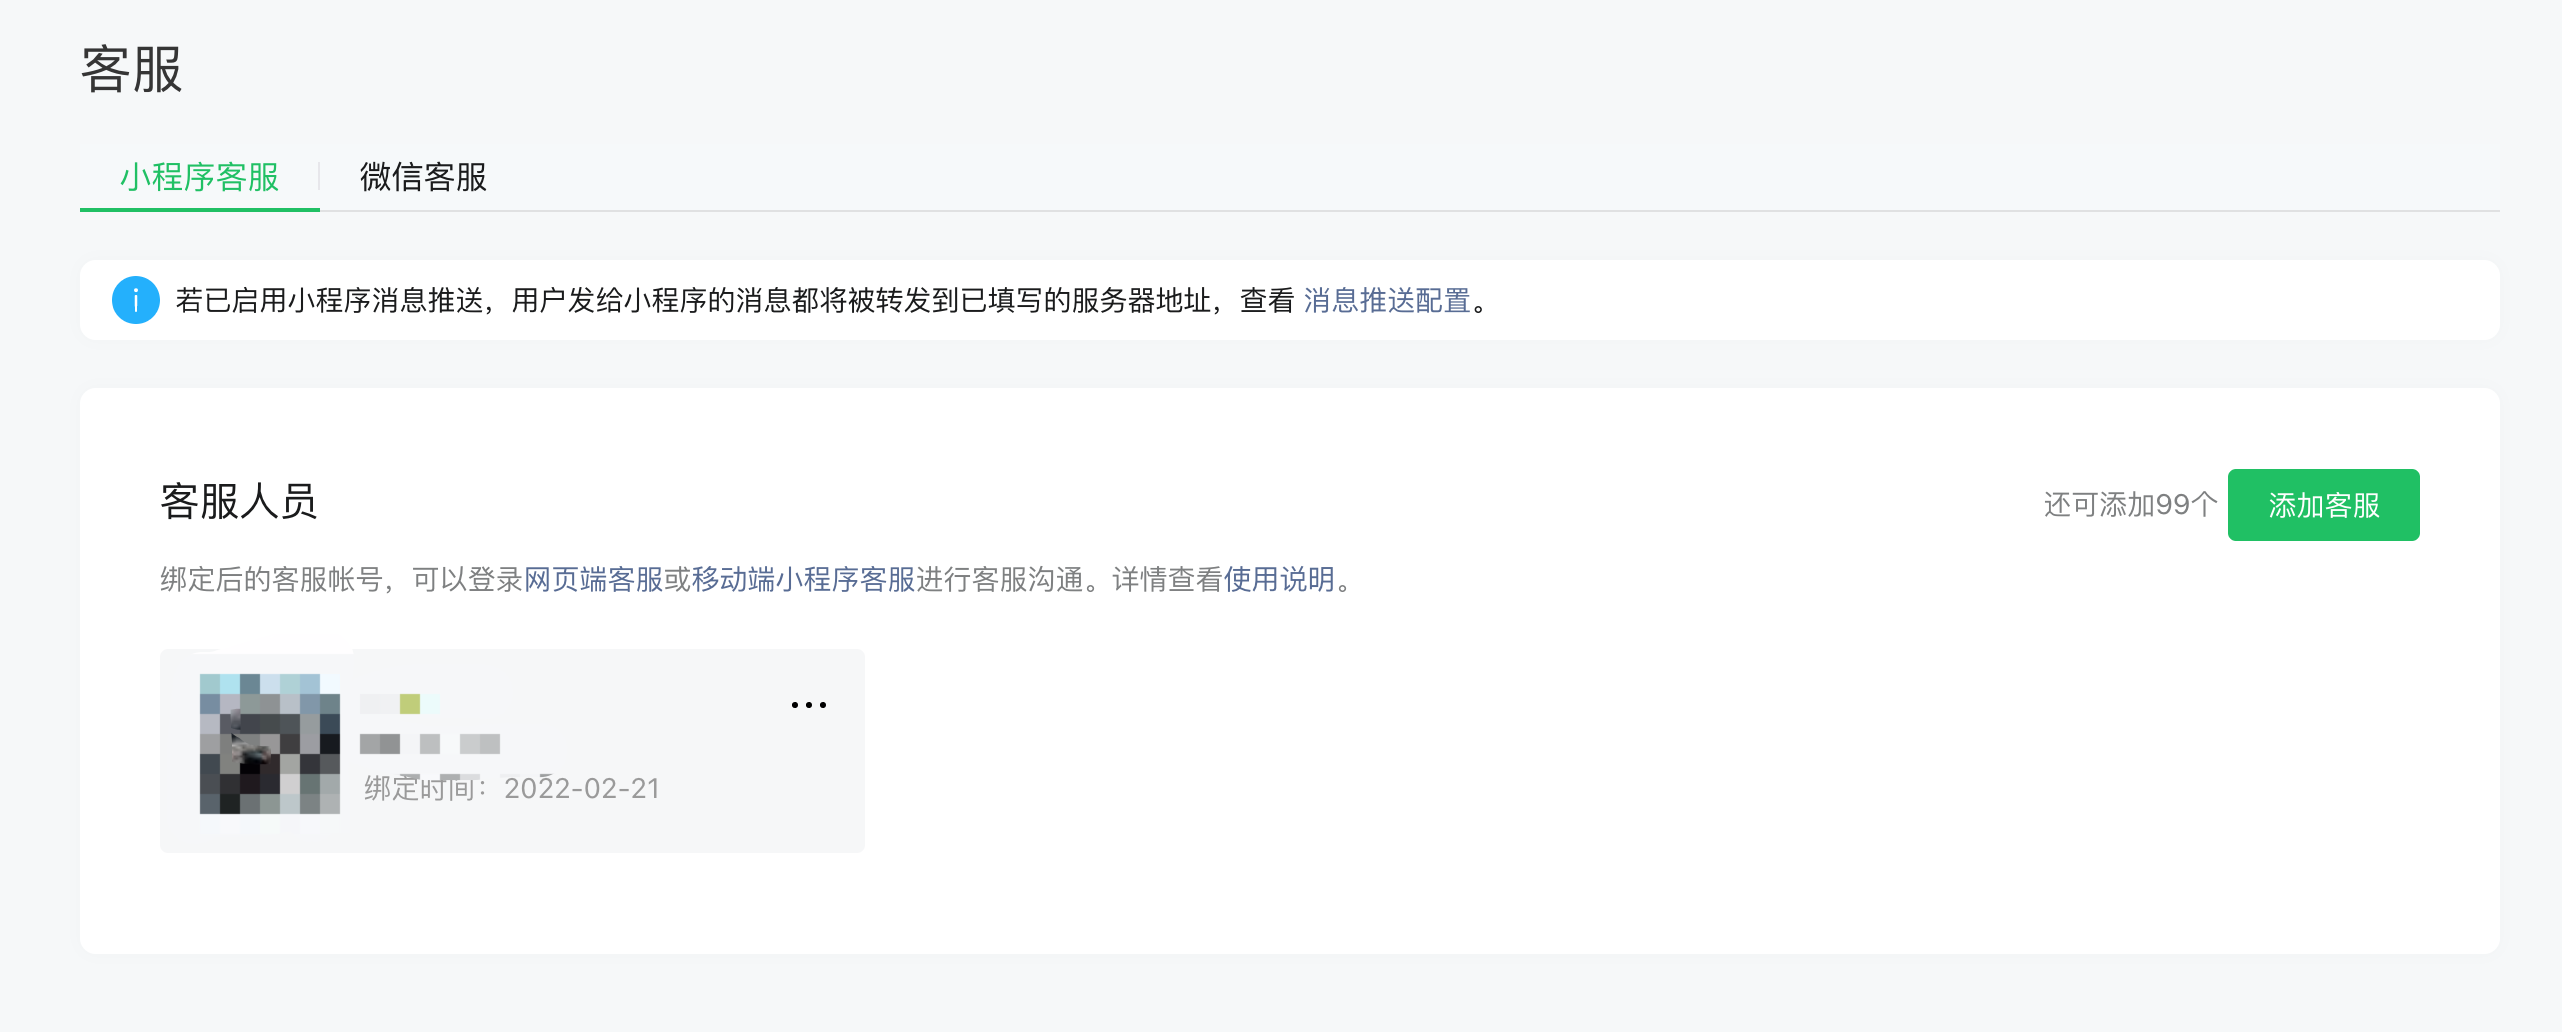 客服
小程序客服 微信客服
若已启用小程序消息推送，用户发给小程序的消息都将被转发到已填写的服务器地址，查看 消息推送配置。
客服人员
还可添加99个 添加客服
绑定后的客服帐号，可以登录网页端客服或移动端小程序客服进行客服沟通。详情查看使用说明。
绑定时间：2022-02-21